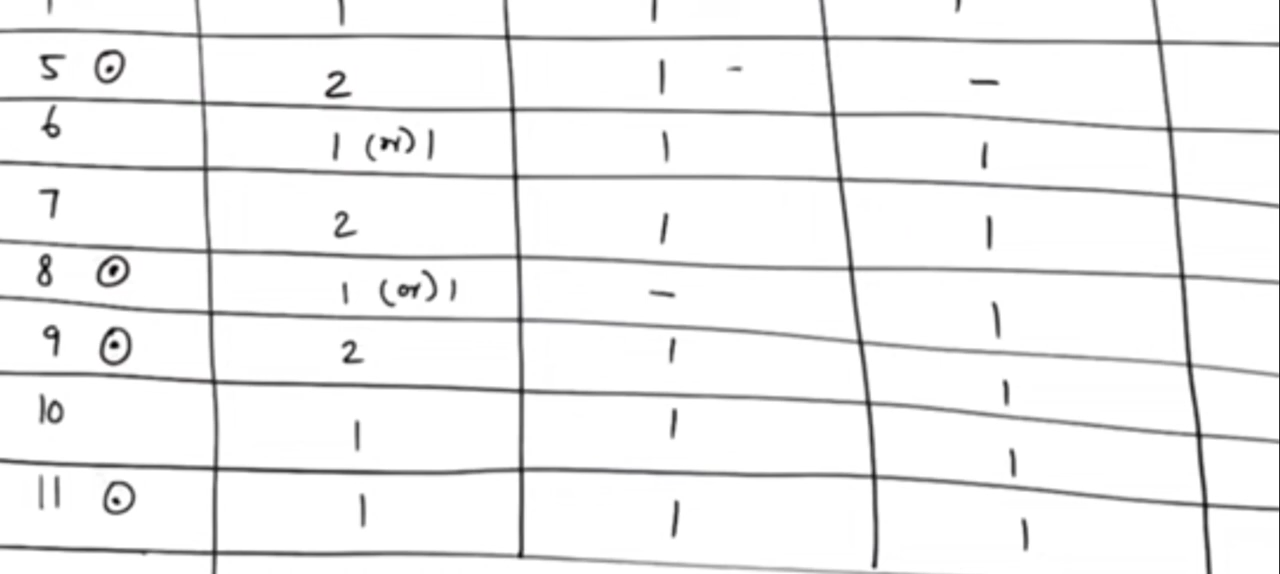 5 ⊙ 2 1 - –
6 1 (or) 1 1 1
7 2 1 1
8 ⊙ 1 (or) 1 – 1
9 ⊙ 2 1 1
10 1 1 1
11 ⊙ 1 1 1